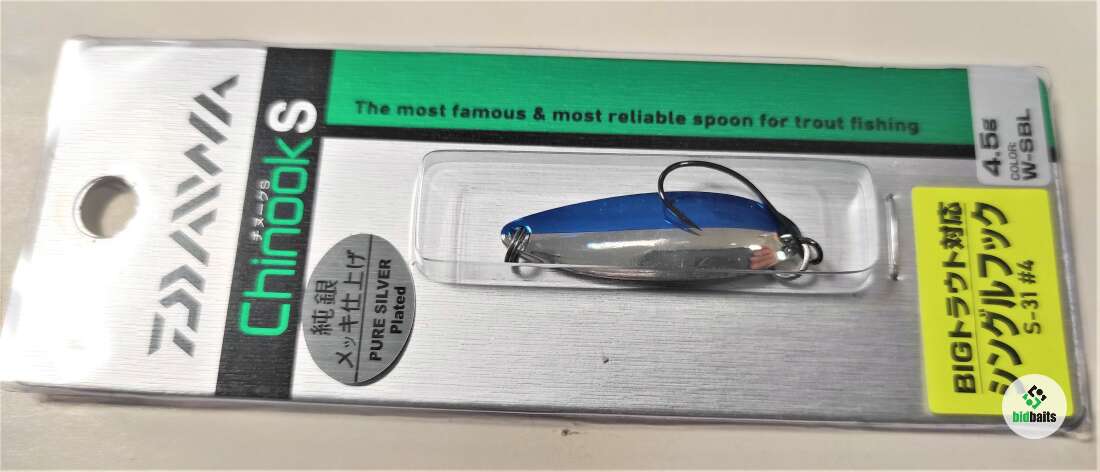 DAIWA
Chinook S
チヌークS
The most famous & most reliable spoon for trout fishing
純銀
メッキ仕上げ
PURE SILVER
Plated
4.5g
COLOR:
W-SBL
BIGトラウト対応
シングルフック
S-31 #4
bidbaits